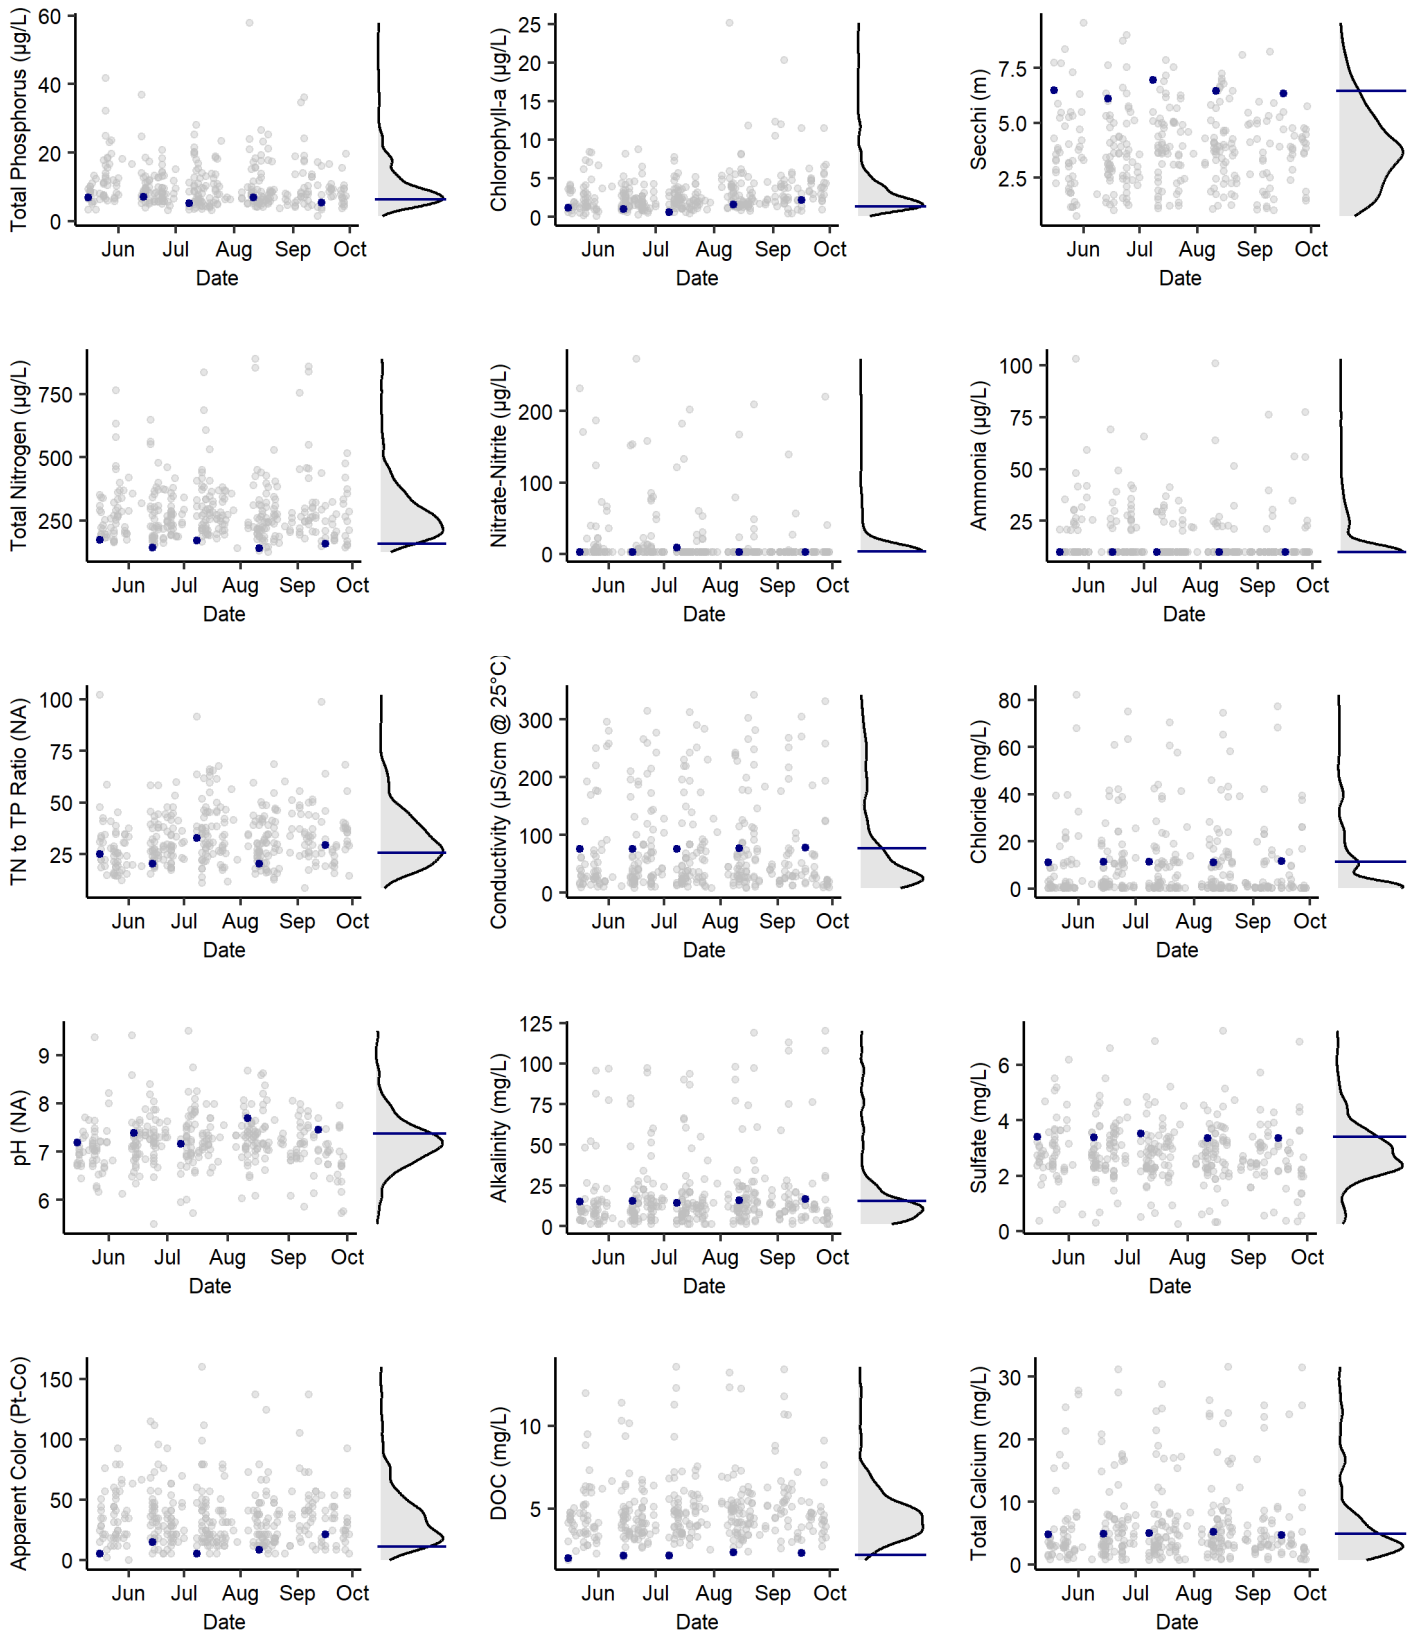 Total Phosphorus (µg/L)
60
40
20
0
Jun Jul Aug Sep Oct
Date
Chlorophyll-a (µg/L)
25
20
15
10
5
0
Jun Jul Aug Sep Oct
Date
Secchi (m)
7.5
5.0
2.5
Jun Jul Aug Sep Oct
Date
Total Nitrogen (µg/L)
750
500
250
Jun Jul Aug Sep Oct
Date
Nitrate-Nitrite (µg/L)
200
100
0
Jun Jul Aug Sep Oct
Date
Ammonia (µg/L)
100
75
50
25
Jun Jul Aug Sep Oct
Date
TN to TP Ratio (NA)
100
75
50
25
Jun Jul Aug Sep Oct
Date
Conductivity (µS/cm @ 25°C)
300
200
100
0
Jun Jul Aug Sep Oct
Date
Chloride (mg/L)
80
60
40
20
0
Jun Jul Aug Sep Oct
Date
pH (NA)
9
8
7
6
Jun Jul Aug Sep Oct
Date
Alkalinity (mg/L)
125
100
75
50
25
0
Jun Jul Aug Sep Oct
Date
Sulfate (mg/L)
6
4
2
0
Jun Jul Aug Sep Oct
Date
Apparent Color (Pt-Co)
150
100
50
0
Jun Jul Aug Sep Oct
Date
DOC (mg/L)
10
5
Jun Jul Aug Sep Oct
Date
Total Calcium (mg/L)
30
20
10
0
Jun Jul Aug Sep Oct
Date